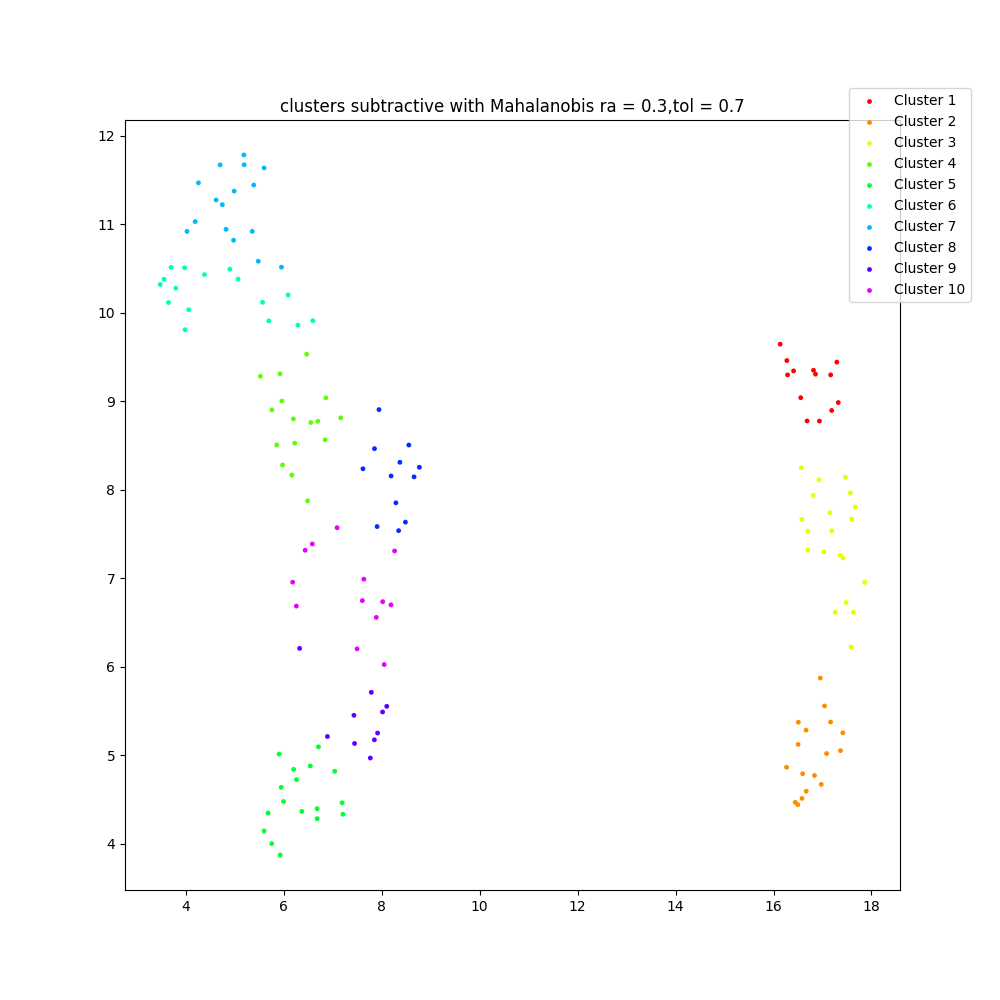 clusters subtractive with Mahalanobis ra = 0.3,tol = 0.7
Cluster 1
Cluster 2
Cluster 3
Cluster 4
Cluster 5
Cluster 6
Cluster 7
Cluster 8
Cluster 9
Cluster 10
12
11
10
9
8
7
6
5
4
4 6 8 10 12 14 16 18